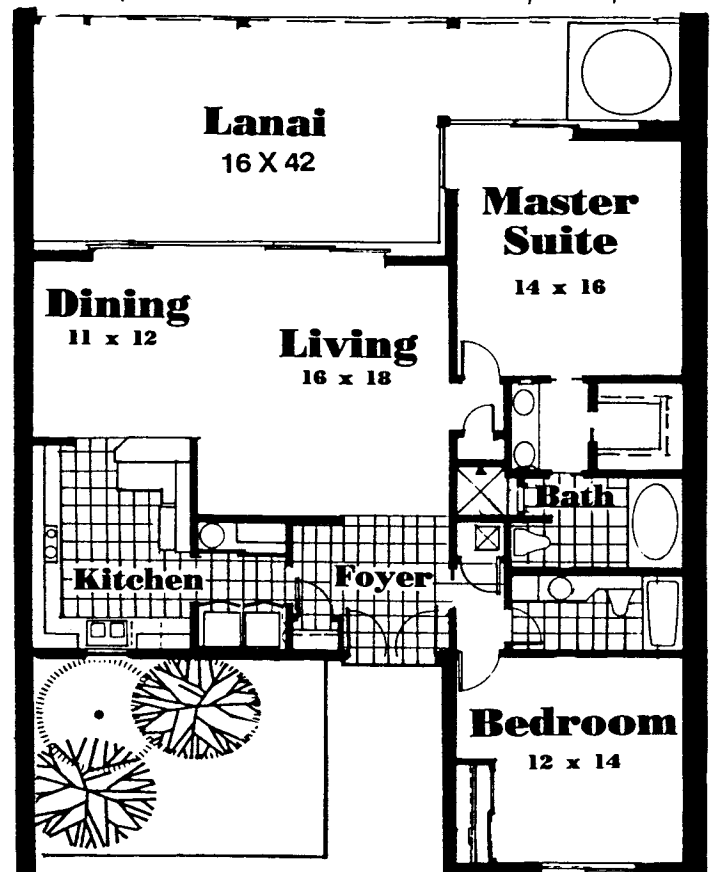 Lanai
16 X 42
Master
Suite
14 x 16
Dining
11 x 12
Living
16 x 18
Bath
Kitchen
Foyer
Bedroom
12 x 14